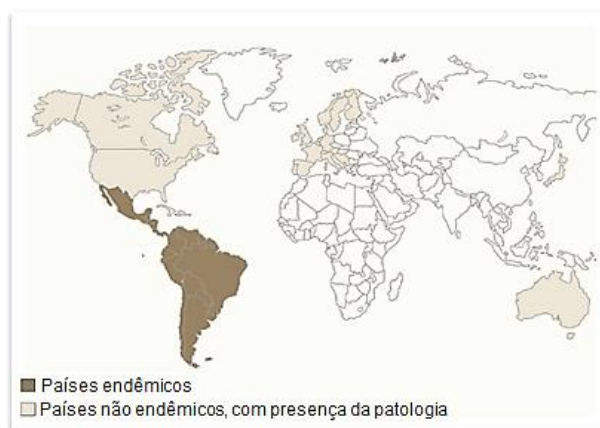 Países endêmicos
Países não endêmicos, com presença da patologia